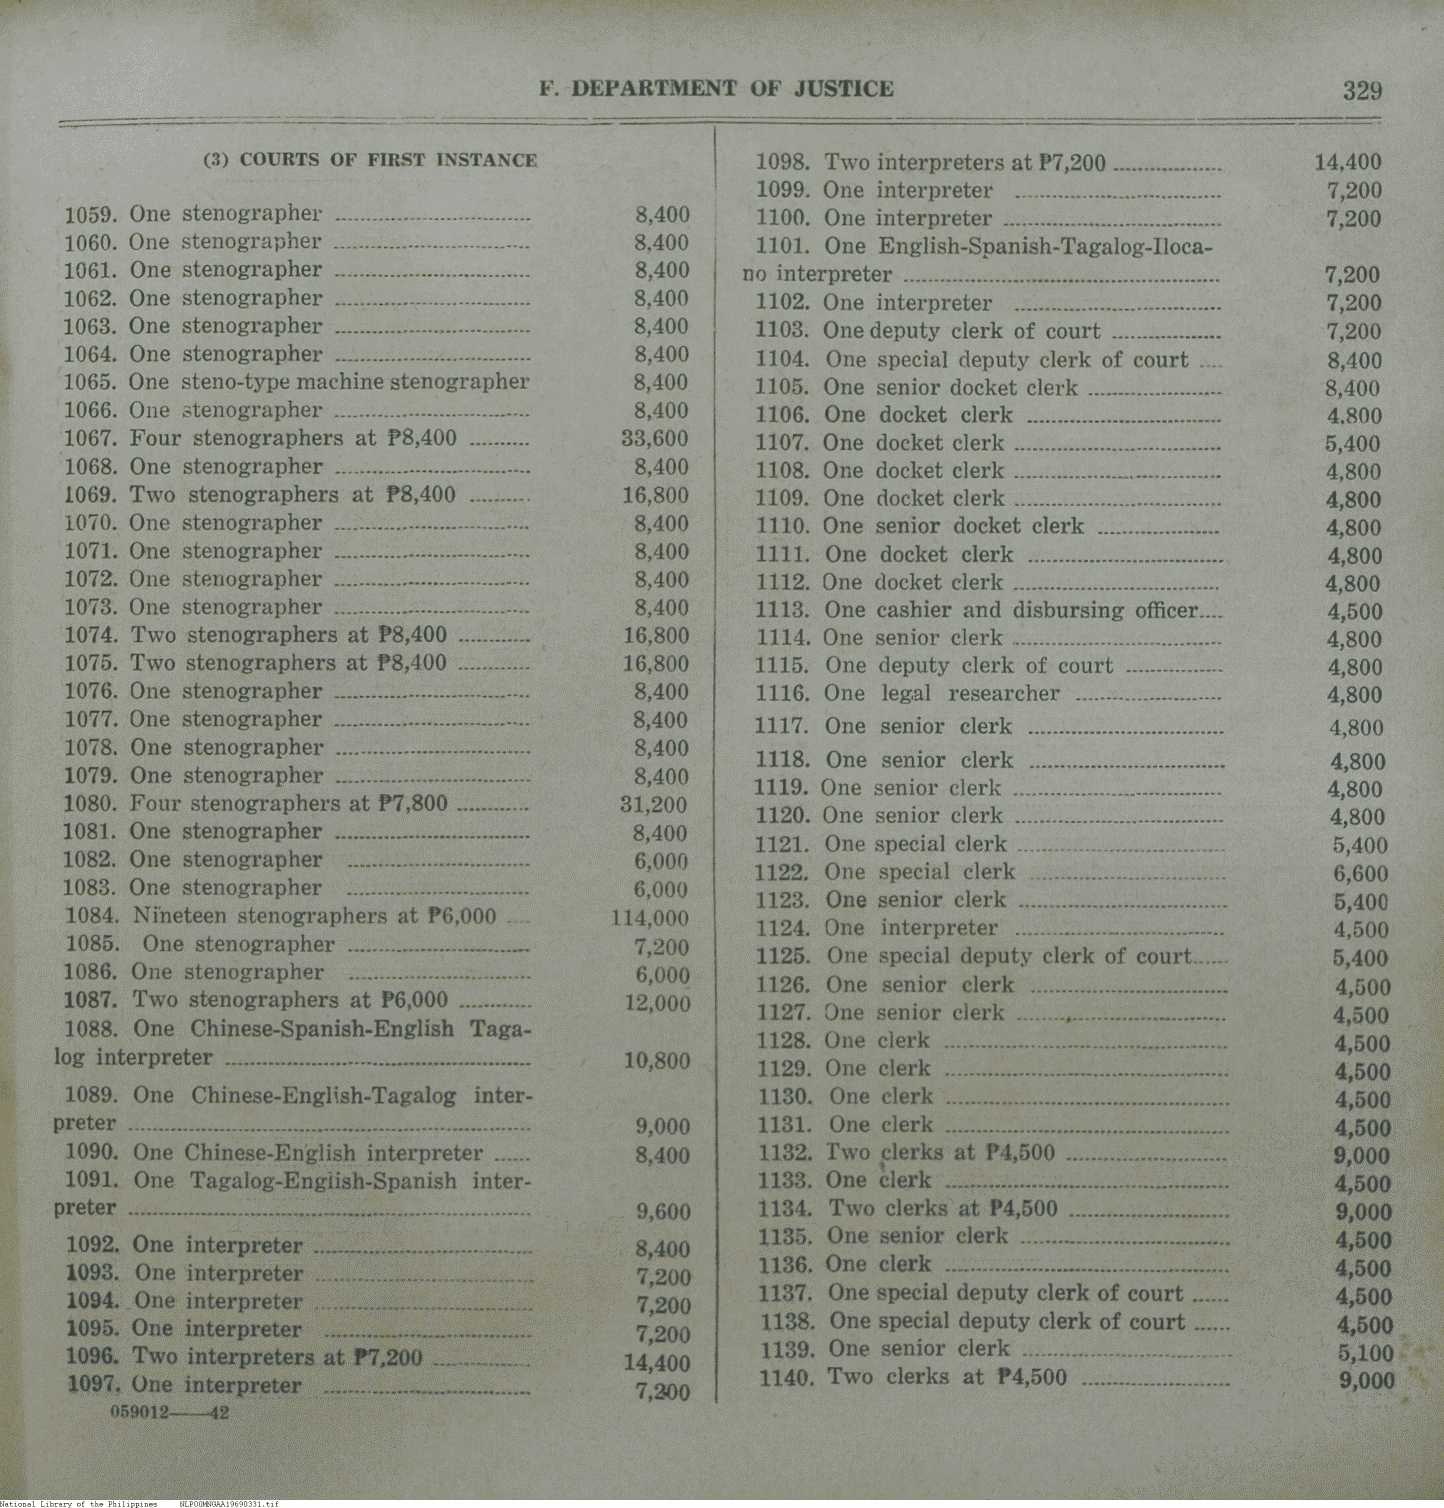 F. DEPARTMENT OF JUSTICE 329
(3) COURTS OF FIRST INSTANCE
1059. One stenographer 8,400
1060. One stenographer 8,400
1061. One stenographer 8,400
1062. One stenographer 8,400
1063. One stenographer 8,400
1064. One stenographer 8,400
1065. One steno-type machine stenographer 8,400
1066. One stenographer 8,400
1067. Four stenographers at ₱8,400 33,600
1068. One stenographer 8,400
1069. Two stenographers at ₱8,400 16,800
1070. One stenographer 8,400
1071. One stenographer 8,400
1072. One stenographer 8,400
1073. One stenographer 8,400
1074. Two stenographers at ₱8,400 16,800
1075. Two stenographers at ₱8,400 16,800
1076. One stenographer 8,400
1077. One stenographer 8,400
1078. One stenographer 8,400
1079. One stenographer 8,400
1080. Four stenographers at ₱7,800 31,200
1081. One stenographer 8,400
1082. One stenographer 6,000
1083. One stenographer 6,000
1084. Nineteen stenographers at ₱6,000 114,000
1085. One stenographer 7,200
1086. One stenographer 6,000
1087. Two stenographers at ₱6,000 12,000
1088. One Chinese-Spanish-English Taga-
log interpreter 10,800
1089. One Chinese-English-Tagalog inter-
preter 9,000
1090. One Chinese-English interpreter 8,400
1091. One Tagalog-English-Spanish inter-
preter 9,600
1092. One interpreter 8,400
1093. One interpreter 7,200
1094. One interpreter 7,200
1095. One interpreter 7,200
1096. Two interpreters at ₱7,200 14,400
1097. One interpreter 7,200
059012——42
1098. Two interpreters at ₱7,200 14,400
1099. One interpreter 7,200
1100. One interpreter 7,200
1101. One English-Spanish-Tagalog-Iloca-
no interpreter 7,200
1102. One interpreter 7,200
1103. One deputy clerk of court 7,200
1104. One special deputy clerk of court 8,400
1105. One senior docket clerk 8,400
1106. One docket clerk 4,800
1107. One docket clerk 5,400
1108. One docket clerk 4,800
1109. One docket clerk 4,800
1110. One senior docket clerk 4,800
1111. One docket clerk 4,800
1112. One docket clerk 4,800
1113. One cashier and disbursing officer 4,500
1114. One senior clerk 4,800
1115. One deputy clerk of court 4,800
1116. One legal researcher 4,800
1117. One senior clerk 4,800
1118. One senior clerk 4,800
1119. One senior clerk 4,800
1120. One senior clerk 4,800
1121. One special clerk 5,400
1122. One special clerk 6,600
1123. One senior clerk 5,400
1124. One interpreter 4,500
1125. One special deputy clerk of court 5,400
1126. One senior clerk 4,500
1127. One senior clerk 4,500
1128. One clerk 4,500
1129. One clerk 4,500
1130. One clerk 4,500
1131. One clerk 4,500
1132. Two clerks at ₱4,500 9,000
1133. One clerk 4,500
1134. Two clerks at ₱4,500 9,000
1135. One senior clerk 4,500
1136. One clerk 4,500
1137. One special deputy clerk of court 4,500
1138. One special deputy clerk of court 4,500
1139. One senior clerk 5,100
1140. Two clerks at ₱4,500 9,000
National Library of the Philippines NLPOGMNGAA19690331.tif